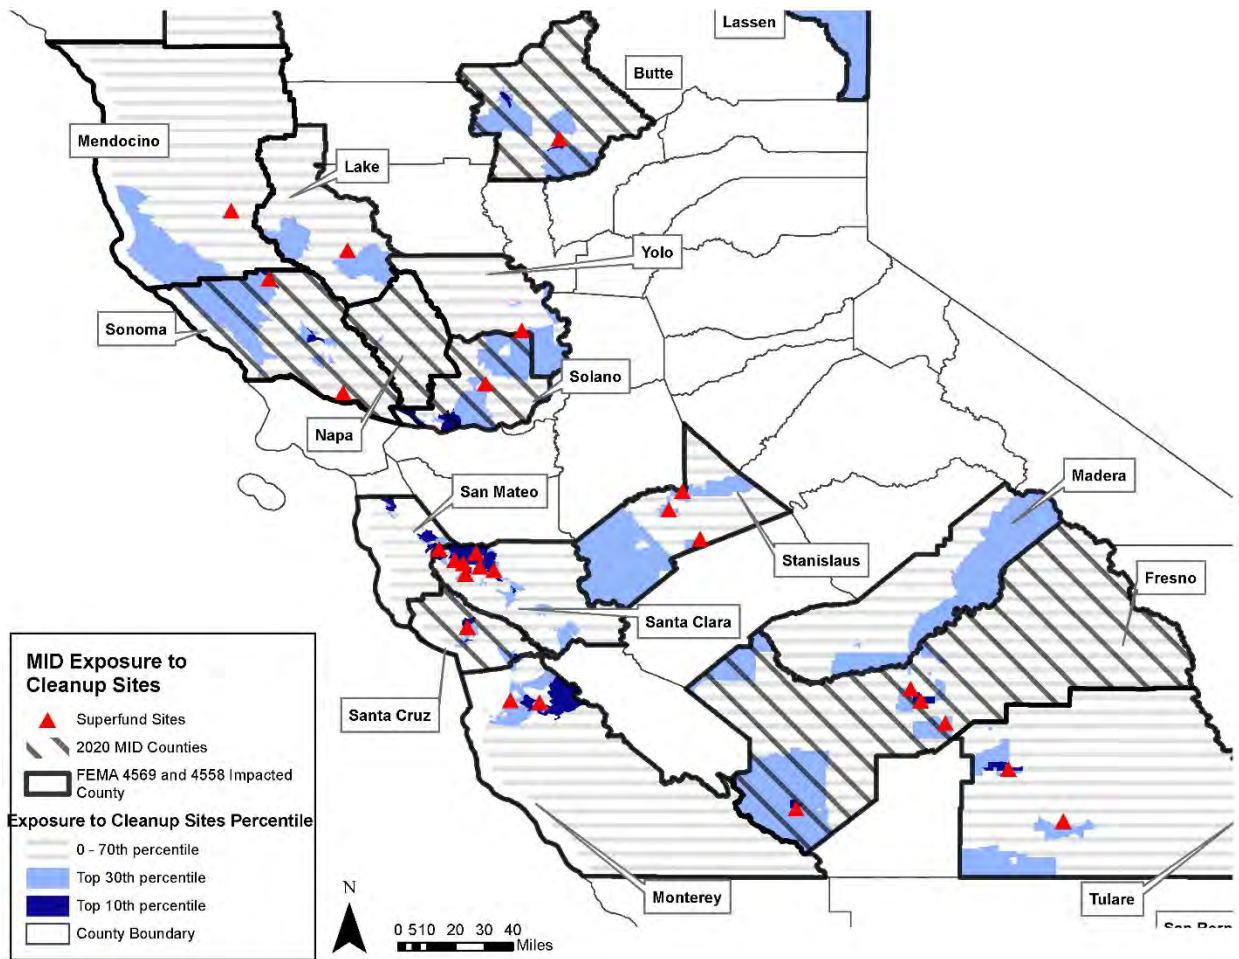 Lassen
Butte
Mendocino
Lake
Yolo
Sonoma
Solano
Napa
San Mateo
Madera
Stanislaus
Fresno
Santa Clara
Santa Cruz
Monterey
Tulare
MID Exposure to
Cleanup Sites
Superfund Sites
2020 MID Counties
FEMA 4569 and 4558 Impacted
County
Exposure to Cleanup Sites Percentile
0 - 70th percentile
Top 30th percentile
Top 10th percentile
County Boundary
N
0 5 10 20 30 40
Miles